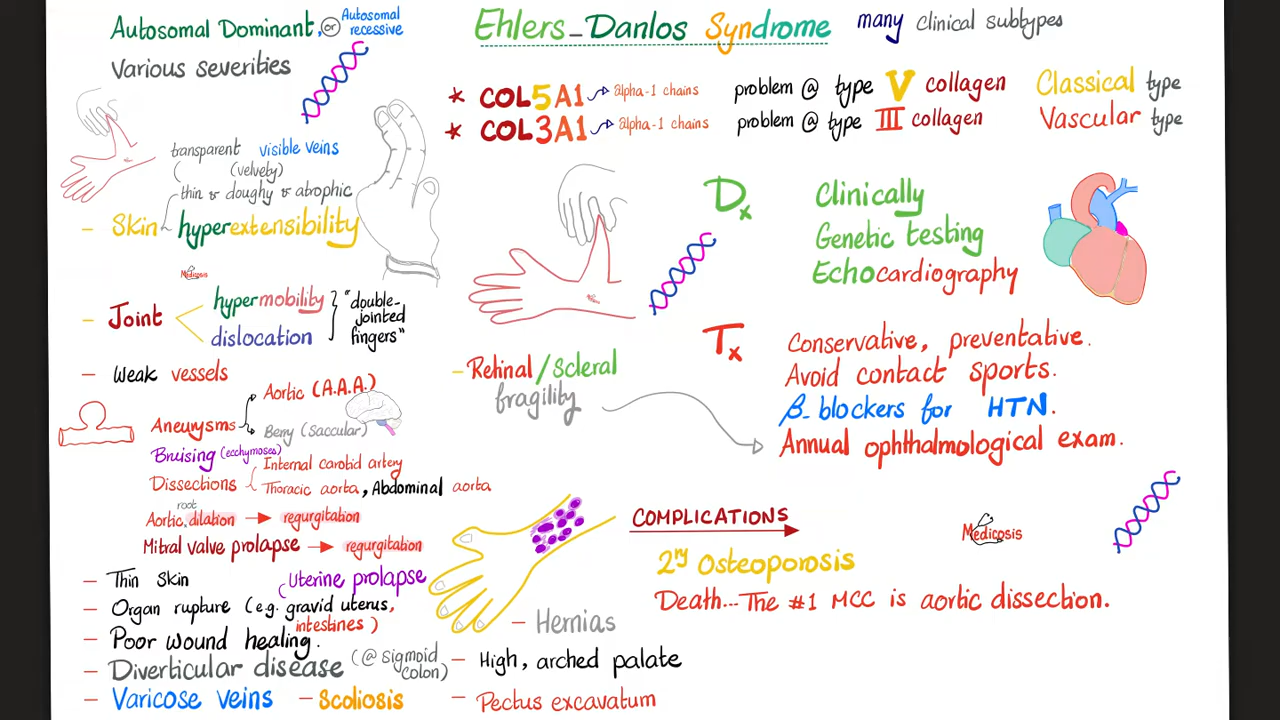 Autosomal Dominant, or Autosomal recessive
Various severities
Ehlers-Danlos Syndrome
many clinical subtypes
* COL5A1 → alpha-1 chains problem @ type V collagen Classical type
* COL3A1 → alpha-1 chains problem @ type III collagen Vascular type
transparent visible veins
(velvety)
thin & doughy & atrophic
- Skin hyperextensibility
Medicosis
- Joint
hypermobility
dislocation
"double-jointed fingers"
- Weak vessels
Aneurysms
Aortic (A.A.A.)
Berry (Saccular)
Bruising (ecchymoses)
Dissections
Internal carotid artery
Thoracic aorta, Abdominal aorta
Aortic root dilation → regurgitation
Mitral valve prolapse → regurgitation
- Thin Skin
(Uterine prolapse
- Organ rupture (e.g. gravid uterus,
intestines)
- Poor wound healing.
- Diverticular disease (@ sigmoid colon)
- Varicose veins
- Scoliosis
- Retinal/Scleral
fragility
- Hernias
- High, arched palate
- Pectus excavatum
Dx
Clinically
Genetic testing
Echocardiography
Tx
Conservative, preventative.
Avoid contact sports.
β-blockers for HTN.
Annual ophthalmological exam.
COMPLICATIONS
Medicosis
2ry Osteoporosis
Death... The #1 MCC is aortic dissection.